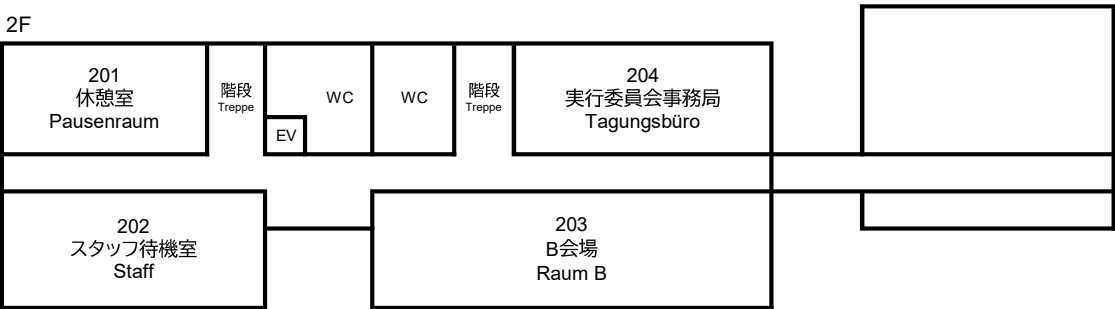 2F
201
休憩室
Pausenraum
階段
Treppe
EV
WC
WC
階段
Treppe
204
実行委員会事務局
Tagungsbüro
202
スタッフ待機室
Staff
203
B会場
Raum B